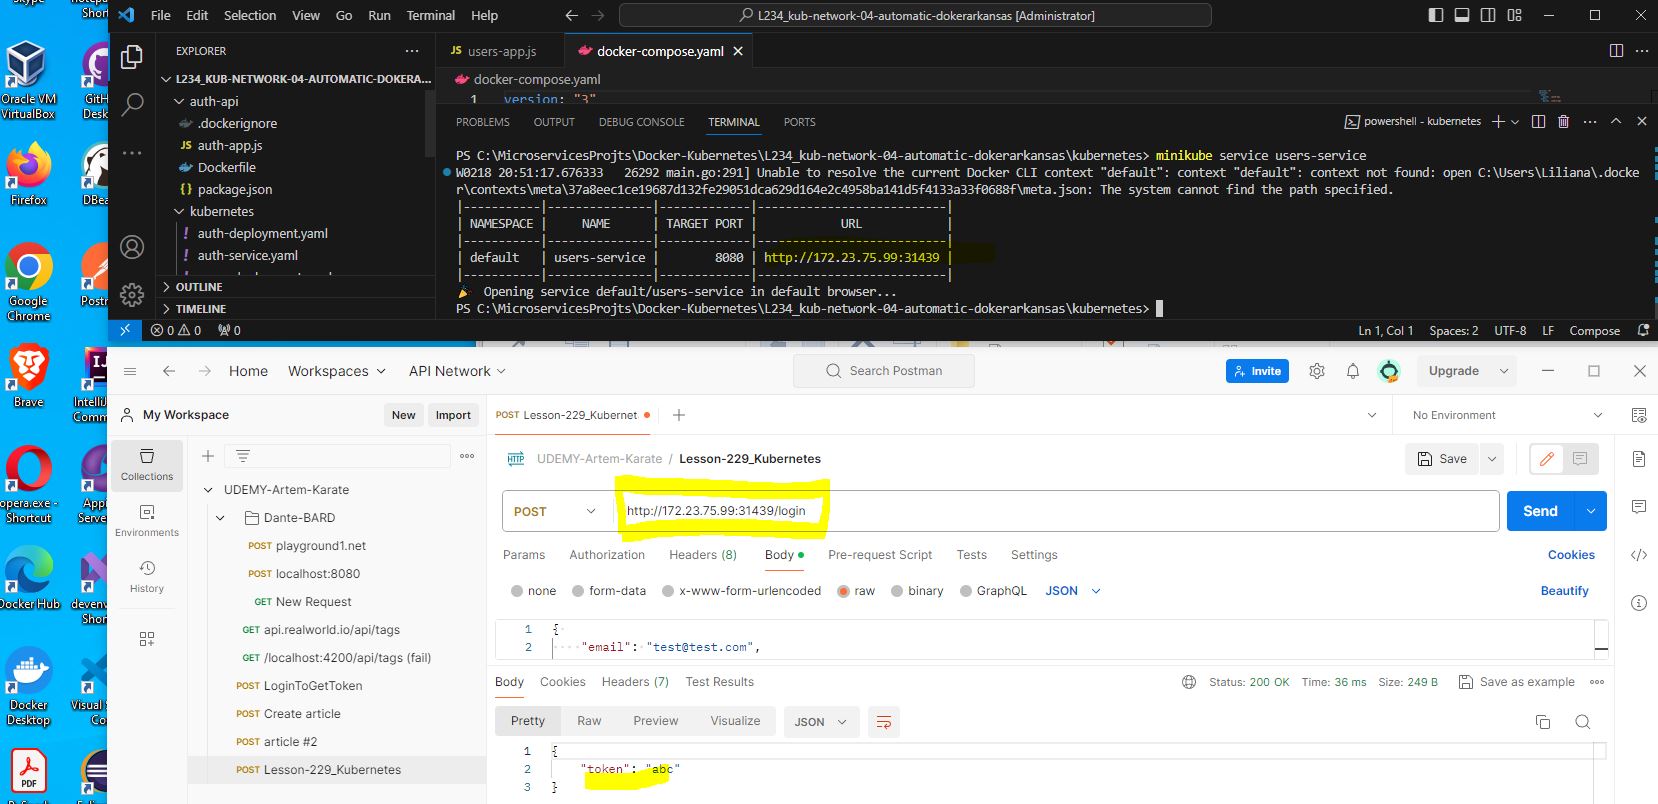 skype
notepad
Shortcut
Oracle VM
VirtualBox
GitH
Desk
Firefox
DBea
Google
Chrome
Postm
Brave
IntelliJ
Comm
opera.exe -
Shortcut
Appi
Serve
Docker Hub
devenv
Shor
Docker
Desktop
Visual S
Co
PDF
File Edit Selection View Go Run Terminal Help
L234_kub-network-04-automatic-dokerarkansas [Administrator]
EXPLORER
L234_KUB-NETWORK-04-AUTOMATIC-DOKERA...
auth-api
.dockerignore
JS auth-app.js
Dockerfile
{} package.json
kubernetes
! auth-deployment.yaml
! auth-service.yaml
OUTLINE
TIMELINE
JS users-app.js
docker-compose.yaml
docker-compose.yaml
1 version: "3"
PROBLEMS OUTPUT DEBUG CONSOLE TERMINAL PORTS
powershell - kubernetes
PS C:\MicroservicesProjts\Docker-Kubernetes\L234_kub-network-04-automatic-dokerarkansas\kubernetes> minikube service users-service
W0218 20:51:17.676333 26292 main.go:291] Unable to resolve the current Docker CLI context "default": context "default": context not found: open C:\Users\Liliana\.docke
r\contexts\meta\37a8eec1ce19687d132fe29051dca629d164e2c4958ba141d5f4133a33f0688f\meta.json: The system cannot find the path specified.
|-----------|---------------|-------------|---------------------------|
| NAMESPACE | NAME | TARGET PORT | URL |
|-----------|---------------|-------------|---------------------------|
| default | users-service | 8080 | http://172.23.75.99:31439 |
|-----------|---------------|-------------|---------------------------|
Opening service default/users-service in default browser...
PS C:\MicroservicesProjts\Docker-Kubernetes\L234_kub-network-04-automatic-dokerarkansas\kubernetes>
0 0 0
Ln 1, Col 1 Spaces: 2 UTF-8 LF Compose
Home Workspaces API Network
Search Postman
Invite
Upgrade
My Workspace
New Import
Collections
Environments
History
UDEMY-Artem-Karate
Dante-BARD
POST playground1.net
POST localhost:8080
GET New Request
GET api.realworld.io/api/tags
GET /localhost:4200/api/tags (fail)
POST LoginToGetToken
POST Create article
POST article #2
POST Lesson-229_Kubernetes
POST Lesson-229_Kubernet
No Environment
HTTP UDEMY-Artem-Karate / Lesson-229_Kubernetes
Save
POST
http://172.23.75.99:31439/login
Send
Params Authorization Headers (8) Body Pre-request Script Tests Settings
Cookies
none form-data x-www-form-urlencoded raw binary GraphQL JSON
Beautify
1 {
2 "email": "test@test.com",
Body Cookies Headers (7) Test Results
Status: 200 OK Time: 36 ms Size: 249 B
Save as example
Pretty Raw Preview Visualize JSON
1 {
2 "token": "abc"
3 }